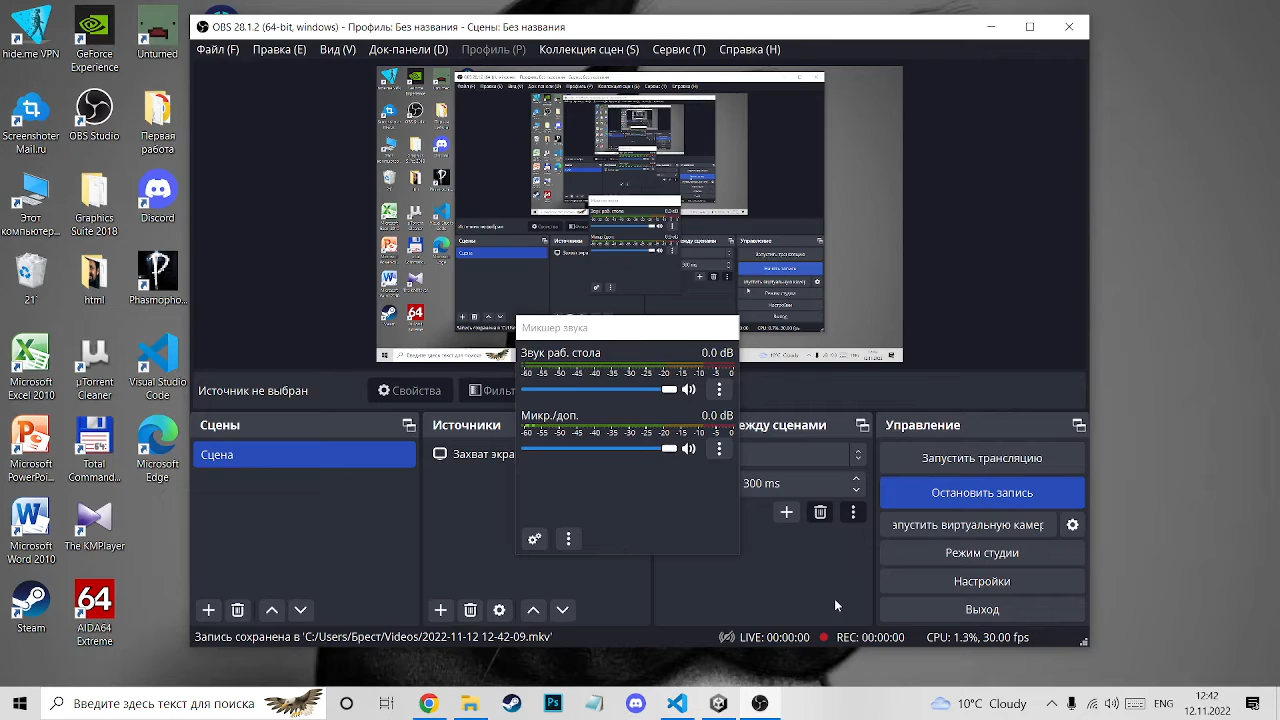 OBS 28.1.2 (64-bit, windows) - Профиль: Без названия - Сцены: Без названия
Файл (F)
Правка (E)
Вид (V)
Док-панели (D)
Профиль (P)
Коллекция сцен (S)
Сервис (T)
Справка (H)
hide.me VPN
GeForce
Experience
Unturned
Screenshoter
Mail.ru
OBS Studio
Первая
работа
Этот
компьютер...
Graphics
Suite 2018
Discord
21'
html
Phasmopho...
Microsoft
Excel 2010
µTorrent
Visual Studio
Code
Microsoft
PowerPoi...
Total
Command...
Microsoft
Edge
Microsoft
Word 2010
The KMPlayer
Steam
64
AIDA64
Extreme
Источник не выбран
Свойства
Фильт
Микшер звука
Звук раб. стола
0.0 dB
-60 -55 -50 -45 -40 -35 -30 -25 -20 -15 -10 -5 0
Микр./доп.
0.0 dB
-60 -55 -50 -45 -40 -35 -30 -25 -20 -15 -10 -5 0
Сцены
Источники
ежду сценами
Управление
Сцена
Захват экра
300 ms
Запустить трансляцию
Остановить запись
апустить виртуальную камер
Режим студии
Настройки
Выход
Запись сохранена в 'C:/Users/Брест/Videos/2022-11-12 12-42-09.mkv'
LIVE: 00:00:00
REC: 00:00:00
CPU: 1.3%, 30.00 fps
Введите здесь текст для поиска
Ps
10°C Cloudy
ENG
12:42
12.11.2022